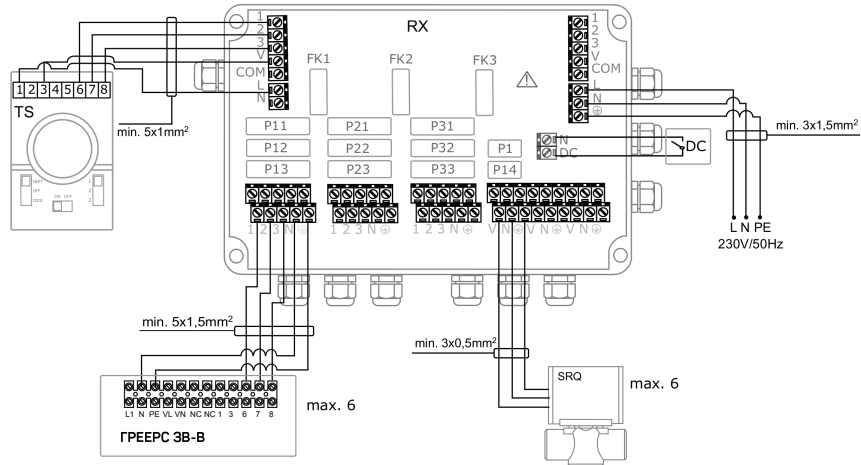 RX
1
2
3
V
COM
L
N
FK1
FK2
FK3
1
2
3
V
COM
L
N
1 2 3 4 5 6 7 8
TS
HEAT
OFF
COOL
ON OFF
1
2
3
min. 5x1mm²
P11
P12
P13
P21
P22
P23
P31
P32
P33
P1
P14
N
DC
DC
min. 3x1,5mm²
L N PE
230V/50Hz
1 2 3 N
1 2 3 N
1 2 3 N
V N V N V N
min. 5x1,5mm²
min. 3x0,5mm²
L1 N PE VL VN NC NC 1 3 6 7 8
ГРЕЕРС ЗВ-В
max. 6
SRQ
max. 6